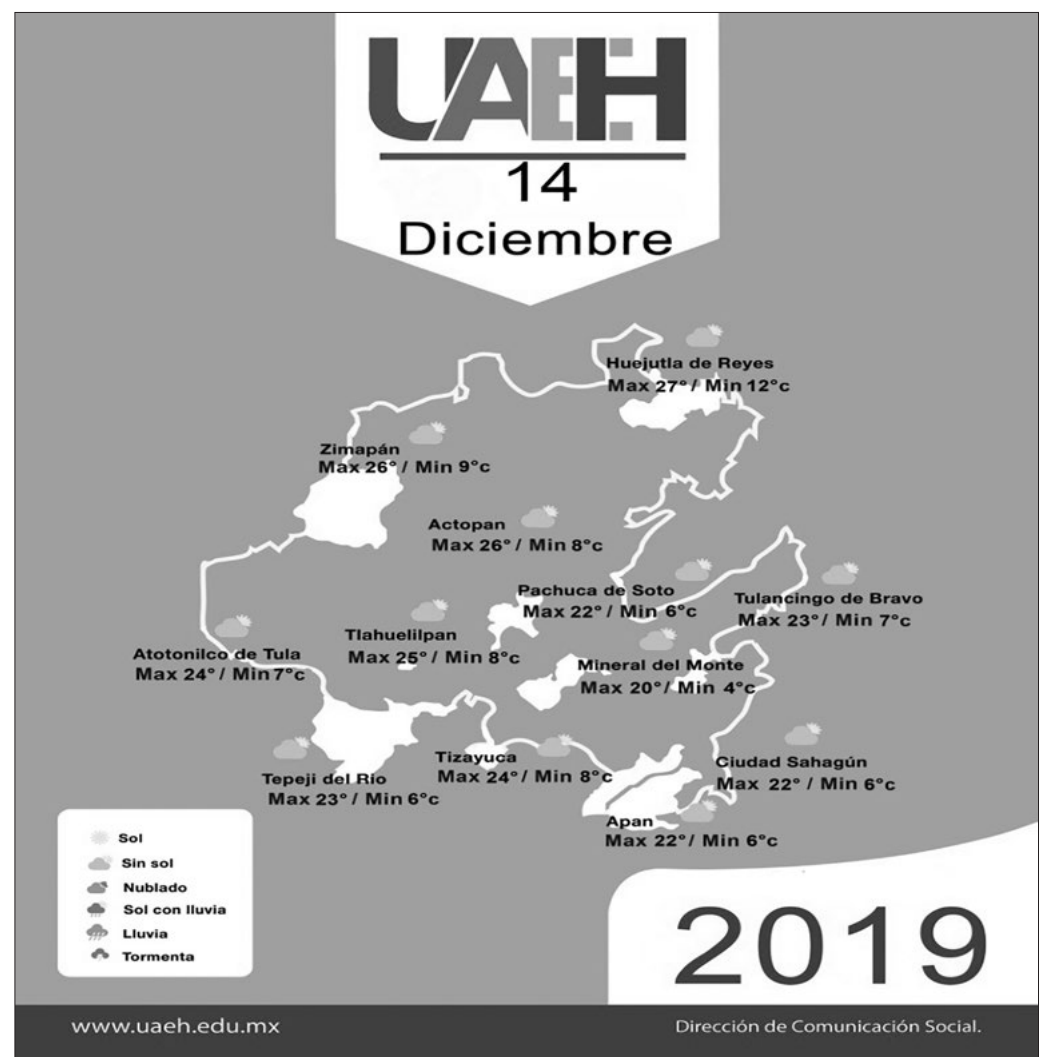 UAEH
14
Diciembre
Huejutla de Reyes
Max 27° / Min 12°c
Zimapán
Max 26° / Min 9°c
Actopan
Max 26° / Min 8°c
Pachuca de Soto
Max 22° / Min 6°c
Tulancingo de Bravo
Max 23° / Min 7°c
Tlahuelilpan
Max 25° / Min 8°c
Atotonilco de Tula
Max 24° / Min 7°c
Mineral del Monte
Max 20° / Min 4°c
Tizayuca
Max 24° / Min 8°c
Ciudad Sahagún
Max 22° / Min 6°c
Tepeji del Rio
Max 23° / Min 6°c
Apan
Max 22° / Min 6°c
Sol
Sin sol
Nublado
Sol con lluvia
Lluvia
Tormenta
2019
www.uaeh.edu.mx
Dirección de Comunicación Social.